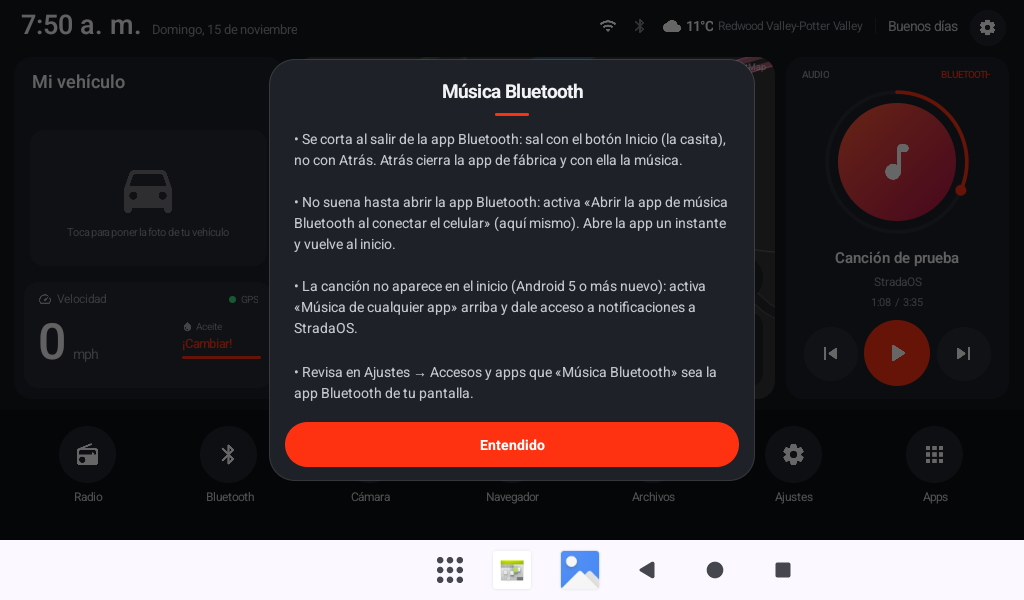 7:50 a. m. Domingo, 15 de noviembre
11°C Redwood Valley-Potter Valley
Buenos días
Mi vehículo
Toca para poner la foto de tu vehículo
Velocidad
GPS
0 mph
Aceite
¡Cambiar!
Música Bluetooth
• Se corta al salir de la app Bluetooth: sal con el botón Inicio (la casita),
no con Atrás. Atrás cierra la app de fábrica y con ella la música.
• No suena hasta abrir la app Bluetooth: activa «Abrir la app de música
Bluetooth al conectar el celular» (aquí mismo). Abre la app un instante
y vuelve al inicio.
• La canción no aparece en el inicio (Android 5 o más nuevo): activa
«Música de cualquier app» arriba y dale acceso a notificaciones a
StradaOS.
• Revisa en Ajustes → Accesos y apps que «Música Bluetooth» sea la
app Bluetooth de tu pantalla.
Entendido
AUDIO
BLUETOOTH
Canción de prueba
StradaOS
1:08 / 3:35
Radio
Bluetooth
Cámara
Navegador
Archivos
Ajustes
Apps